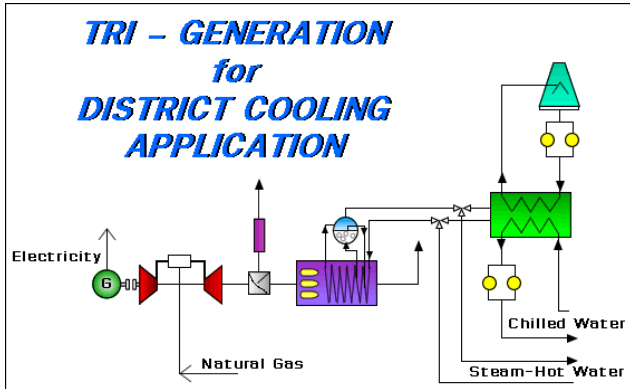 TRI - GENERATION
for
DISTRICT COOLING
APPLICATION
Electricity
G
Natural Gas
Chilled Water
Steam-Hot Water